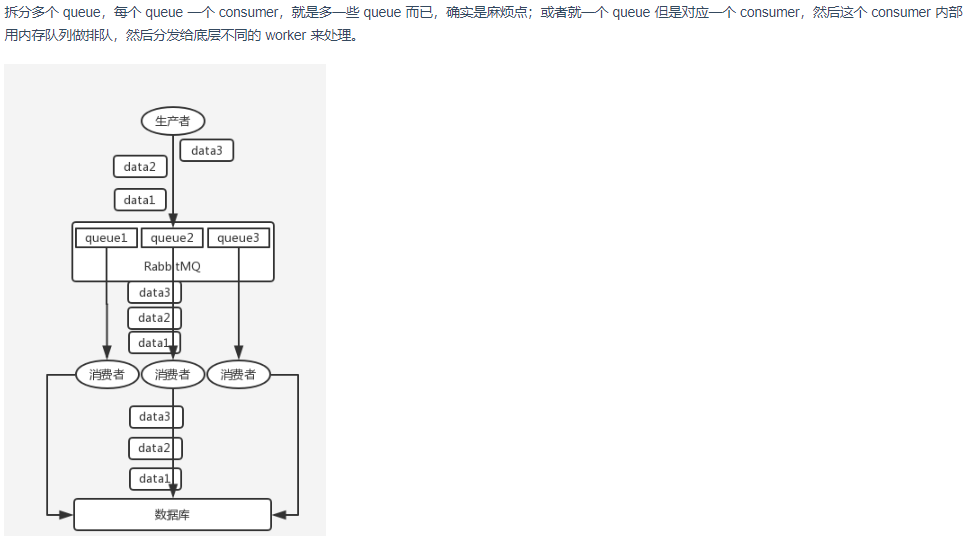 拆分多个 queue，每个 queue 一个 consumer，就是多一些 queue 而已，确实是麻烦点；或者就一个 queue 但是对应一个 consumer，然后这个 consumer 内部
用内存队列做排队，然后分发给底层不同的 worker 来处理。
生产者
data3
data2
data1
queue1 queue2 queue3
RabbitMQ
data3
data2
data1
消费者 消费者 消费者
data3
data2
data1
数据库